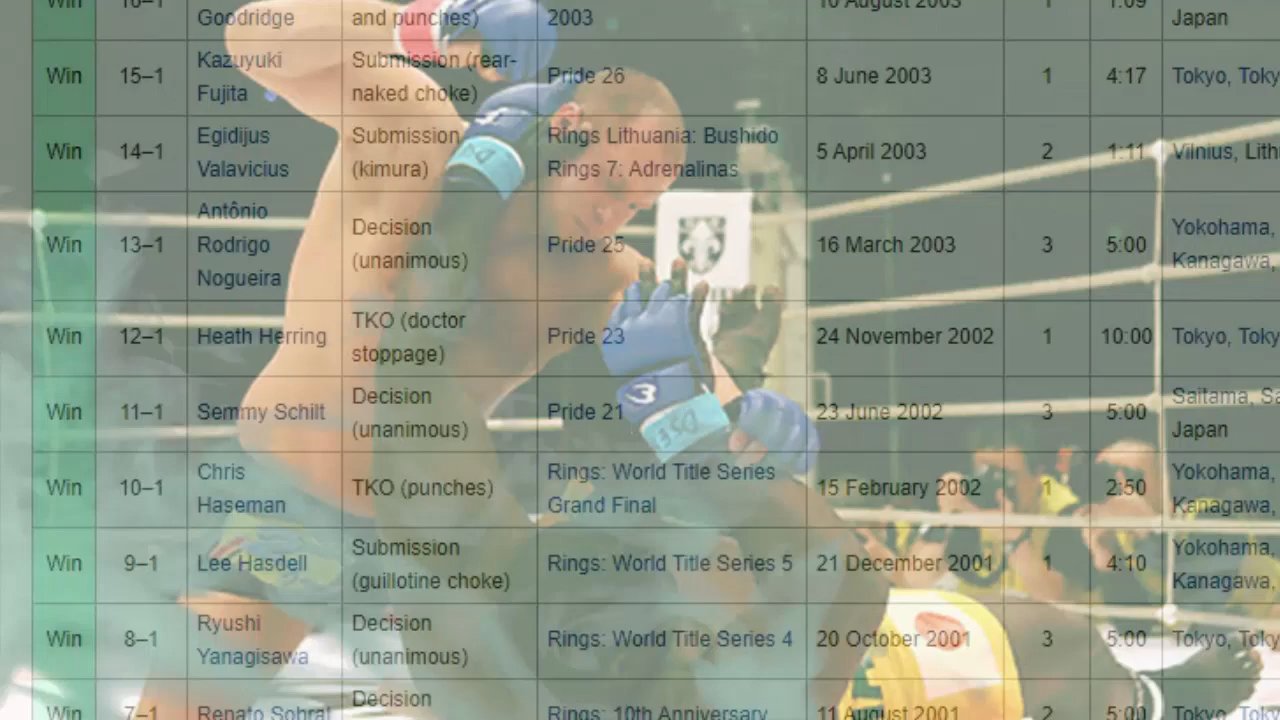 Win 16–1 Goodridge and punches) 2003 10 August 2003 1 1:09 Japan
Win 15–1 Kazuyuki Fujita Submission (rear-naked choke) Pride 26 8 June 2003 1 4:17 Tokyo, Toky
Win 14–1 Egidijus Valavicius Submission (kimura) Rings Lithuania: Bushido Rings 7: Adrenalinas 5 April 2003 2 1:11 Vilnius, Lith
Win 13–1 Antônio Rodrigo Nogueira Decision (unanimous) Pride 25 16 March 2003 3 5:00 Yokohama, Kanagawa,
Win 12–1 Heath Herring TKO (doctor stoppage) Pride 23 24 November 2002 1 10:00 Tokyo, Toky
Win 11–1 Semmy Schilt Decision (unanimous) Pride 21 23 June 2002 3 5:00 Saitama, Sa Japan
Win 10–1 Chris Haseman TKO (punches) Rings: World Title Series Grand Final 15 February 2002 1 2:50 Yokohama, Kanagawa,
Win 9–1 Lee Hasdell Submission (guillotine choke) Rings: World Title Series 5 21 December 2001 1 4:10 Yokohama, Kanagawa,
Win 8–1 Ryushi Yanagisawa Decision (unanimous) Rings: World Title Series 4 20 October 2001 3 5:00 Tokyo, Toky
Win 7–1 Renato Sobral Decision Rings: 10th Anniversary 11 August 2001 2 5:00 Tokyo, Toky
3
3